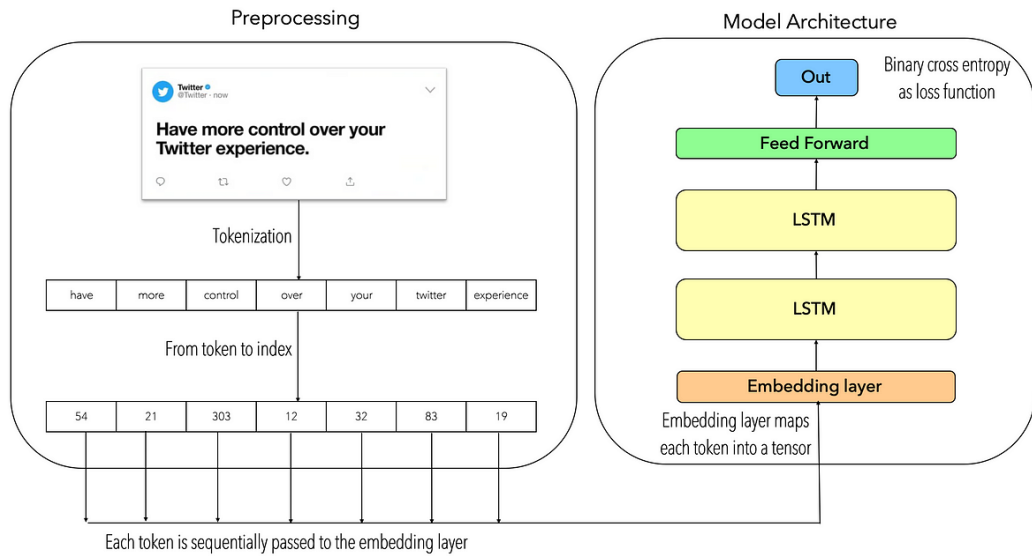 Preprocessing
Twitter
@Twitter · now
Have more control over your
Twitter experience.
Tokenization
have more control over your twitter experience
From token to index
54 21 303 12 32 83 19
Each token is sequentially passed to the embedding layer
Model Architecture
Out
Binary cross entropy
as loss function
Feed Forward
LSTM
LSTM
Embedding layer
Embedding layer maps
each token into a tensor